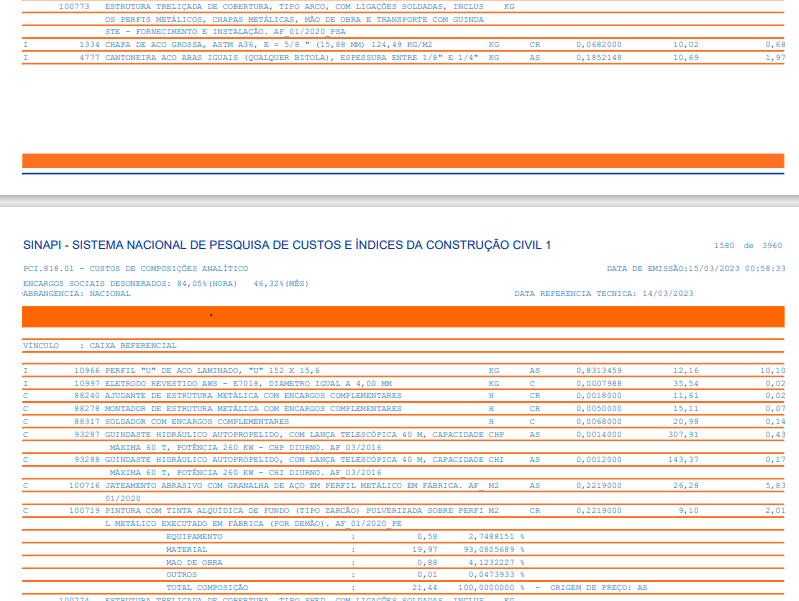 100773 ESTRUTURA TRELIÇADA DE COBERTURA, TIPO ARCO, COM LIGAÇÕES SOLDADAS, INCLUS KG
OS PERFIS METÁLICOS, CHAPAS METÁLICAS, MÃO DE OBRA E TRANSPORTE COM GUINDA
STE - FORNECIMENTO E INSTALAÇÃO. AF_01/2020_PSA
I 1334 CHAPA DE ACO GROSSA, ASTM A36, E = 5/8 " (15,88 MM) 124,49 KG/M2 KG CR 0,0682000 10,02 0,68
I 4777 CANTONEIRA ACO ABAS IGUAIS (QUALQUER BITOLA), ESPESSURA ENTRE 1/8" E 1/4" KG AS 0,1852148 10,69 1,97
SINAPI - SISTEMA NACIONAL DE PESQUISA DE CUSTOS E ÍNDICES DA CONSTRUÇÃO CIVIL 1
1580 de 3960
PCI.818.01 - CUSTOS DE COMPOSIÇÕES ANALÍTICO DATA DE EMISSÃO:15/03/2023 00:58:33
ENCARGOS SOCIAIS DESONERADOS: 84,05%(HORA) 46,32%(MÊS)
ABRANGENCIA: NACIONAL DATA REFERENCIA TECNICA: 14/03/2023
VÍNCULO : CAIXA REFERENCIAL
I 10966 PERFIL "U" DE ACO LAMINADO, "U" 152 X 15,6 KG AS 0,8313459 12,16 10,10
I 10997 ELETRODO REVESTIDO AWS - E7018, DIAMETRO IGUAL A 4,00 MM KG C 0,0007988 35,54 0,02
C 88240 AJUDANTE DE ESTRUTURA METÁLICA COM ENCARGOS COMPLEMENTARES H CR 0,0018000 11,61 0,02
C 88278 MONTADOR DE ESTRUTURA METÁLICA COM ENCARGOS COMPLEMENTARES H CR 0,0050000 15,11 0,07
C 88317 SOLDADOR COM ENCARGOS COMPLEMENTARES H C 0,0068000 20,98 0,14
C 93287 GUINDASTE HIDRÁULICO AUTOPROPELIDO, COM LANÇA TELESCÓPICA 40 M, CAPACIDADE CHP AS 0,0014000 307,91 0,43
MÁXIMA 60 T, POTÊNCIA 260 KW - CHP DIURNO. AF_03/2016
C 93288 GUINDASTE HIDRÁULICO AUTOPROPELIDO, COM LANÇA TELESCÓPICA 40 M, CAPACIDADE CHI AS 0,0012000 143,37 0,17
MÁXIMA 60 T, POTÊNCIA 260 KW - CHI DIURNO. AF_03/2016
C 100716 JATEAMENTO ABRASIVO COM GRANALHA DE AÇO EM PERFIL METÁLICO EM FÁBRICA. AF_ M2 AS 0,2219000 26,28 5,83
01/2020
C 100719 PINTURA COM TINTA ALQUÍDICA DE FUNDO (TIPO ZARCÃO) PULVERIZADA SOBRE PERFI M2 CR 0,2219000 9,10 2,01
L METÁLICO EXECUTADO EM FÁBRICA (POR DEMÃO). AF_01/2020_PE
EQUIPAMENTO : 0,58 2,7488151 %
MATERIAL : 19,97 93,0805689 %
MAO DE OBRA : 0,88 4,1232227 %
OUTROS : 0,01 0,0473933 %
TOTAL COMPOSIÇÃO : 21,44 100,0000000 % - ORIGEM DE PREÇO: AS
100774 ESTRUTURA TRELIÇADA DE COBERTURA, TIPO SHED, COM LIGAÇÕES SOLDADAS, INCLUS KG